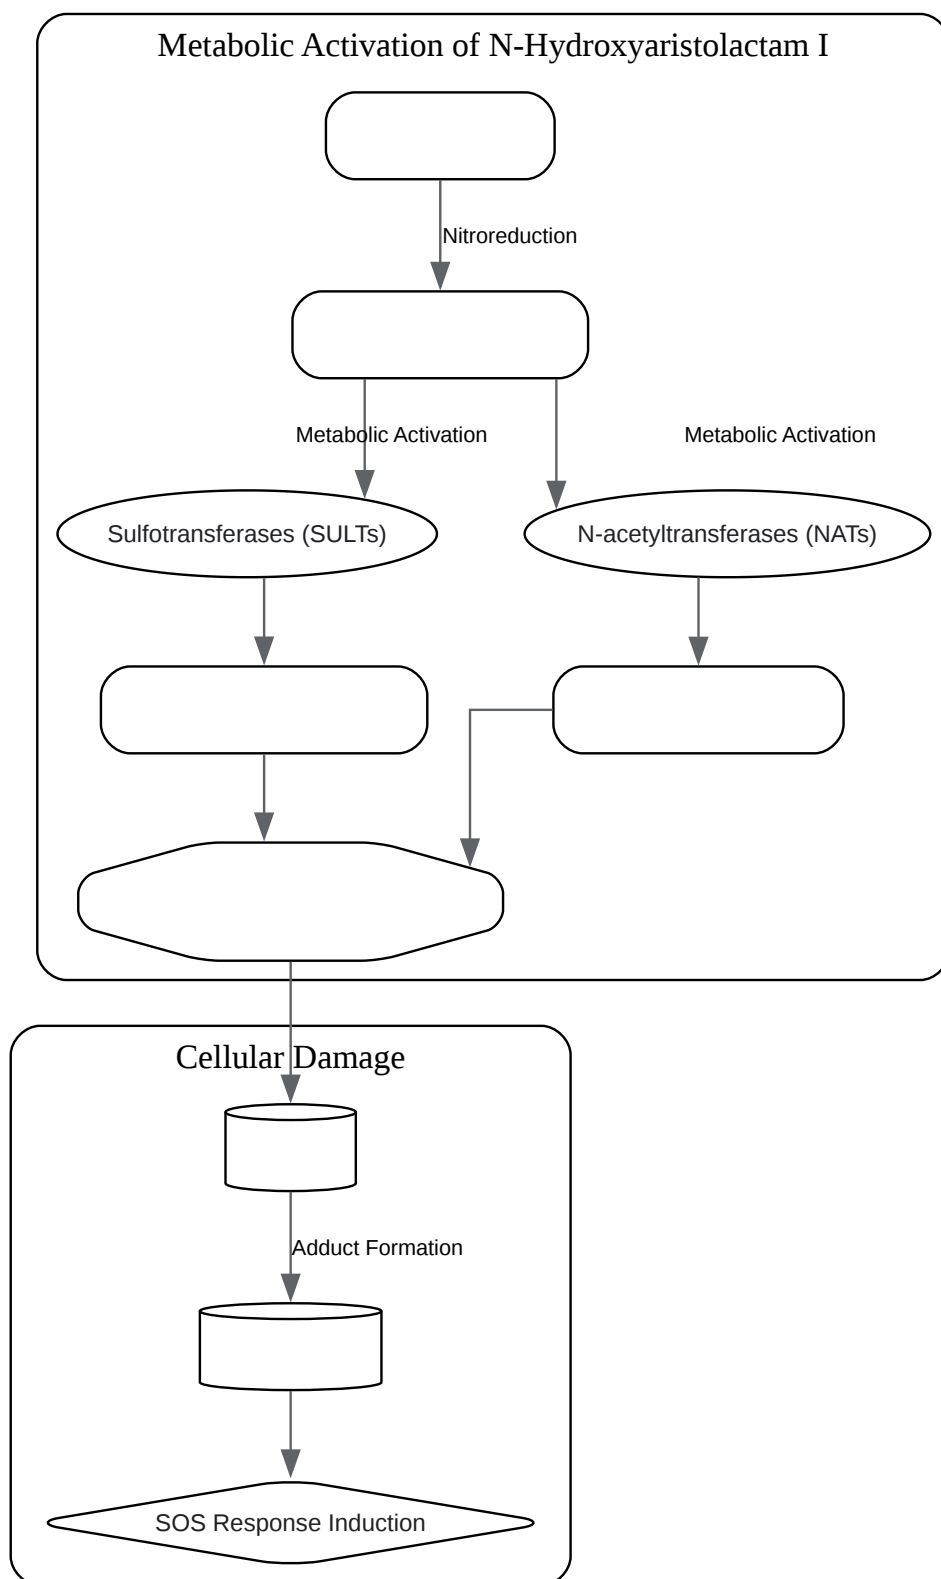 Metabolic Activation of N-Hydroxyaristolactam I
Nitroreduction
Metabolic Activation
Metabolic Activation
Sulfotransferases (SULTs)
N-acetyltransferases (NATs)
Cellular Damage
Adduct Formation
SOS Response Induction